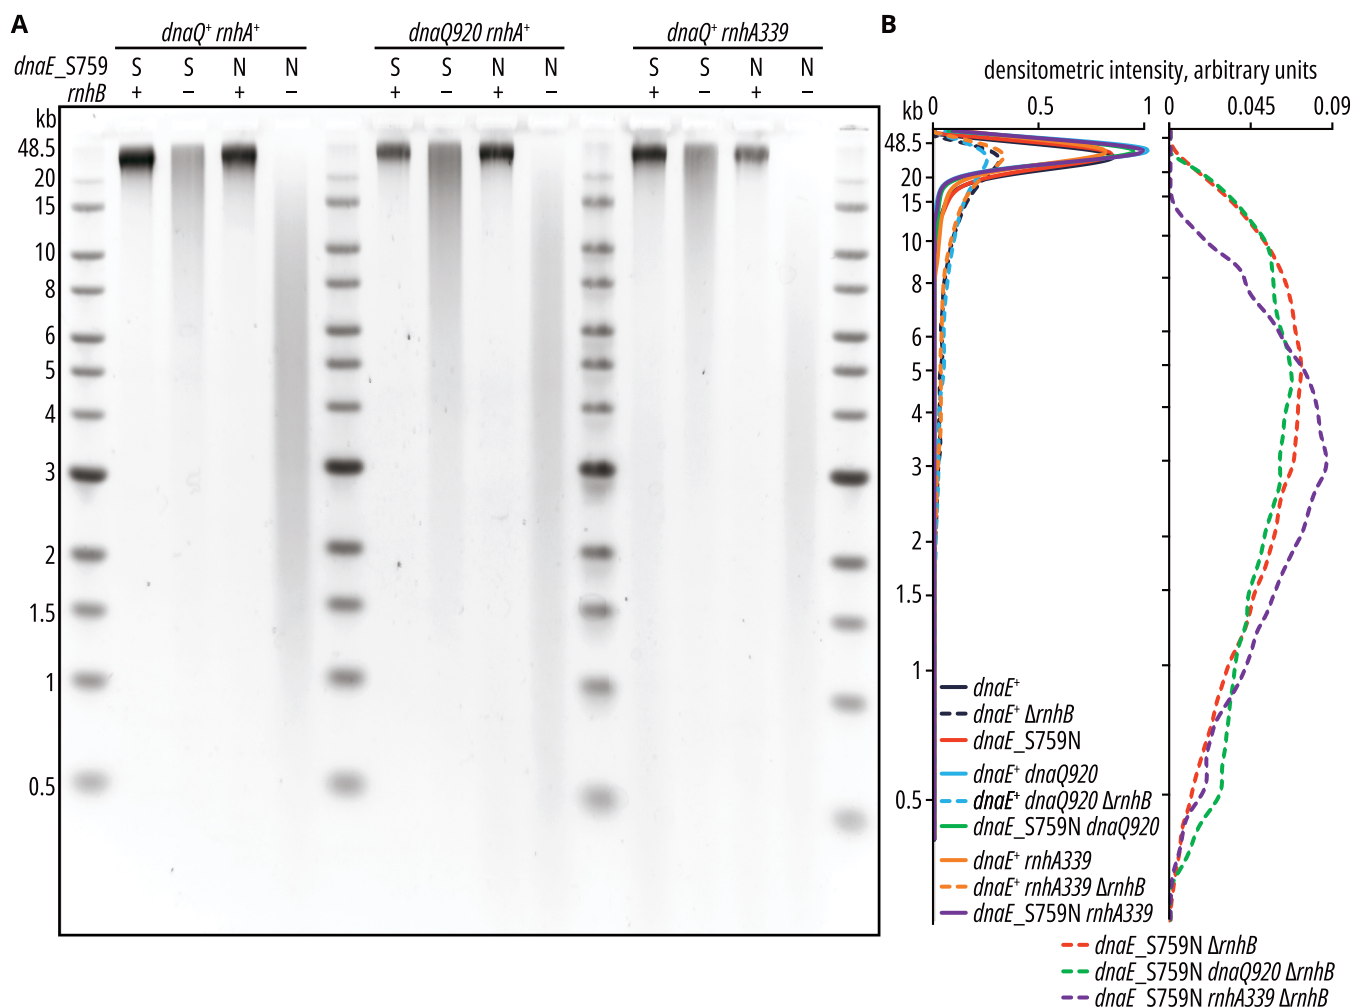 A
dnaQ⁺ rnhA⁺ dnaQ920 rnhA⁺ dnaQ⁺ rnhA339
dnaE_S759 S S N N S S N N S S N N
rnhB + – + – + – + – + – + –
kb
48.5
20
15
10
8
6
5
4
3
2
1.5
1
0.5
B
densitometric intensity, arbitrary units
kb 0 0.5 1 0 0.045 0.09
48.5
20
15
10
8
6
5
4
3
2
1.5
1
0.5
dnaE⁺
dnaE⁺ ΔrnhB
dnaE_S759N
dnaE⁺ dnaQ920
dnaE⁺ dnaQ920 ΔrnhB
dnaE_S759N dnaQ920
dnaE⁺ rnhA339
dnaE⁺ rnhA339 ΔrnhB
dnaE_S759N rnhA339
dnaE_S759N ΔrnhB
dnaE_S759N dnaQ920 ΔrnhB
dnaE_S759N rnhA339 ΔrnhB